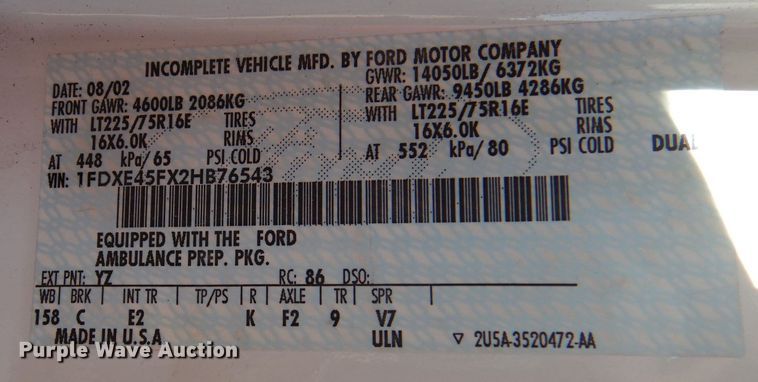 INCOMPLETE VEHICLE MFD. BY FORD MOTOR COMPANY
DATE: 08/02 GVWR: 14050LB/ 6372KG
FRONT GAWR: 4600LB 2086KG REAR GAWR: 9450LB 4286KG
WITH LT225/75R16E TIRES WITH LT225/75R16E TIRES
16X6.0K RIMS 16X6.0K RIMS
AT 448 kPa/65 PSI COLD AT 552 kPa/80 PSI COLD DUAL
VIN: 1FDXE45FX2HB76543
EQUIPPED WITH THE FORD
AMBULANCE PREP. PKG.
EXT PNT: YZ RC: 86 DSO:
WB BRK INT TR TP/PS R AXLE TR SPR
158 C E2 K F2 9 V7
MADE IN U.S.A ULN ▽ 2U5A-3520472-AA
Purple Wave Auction